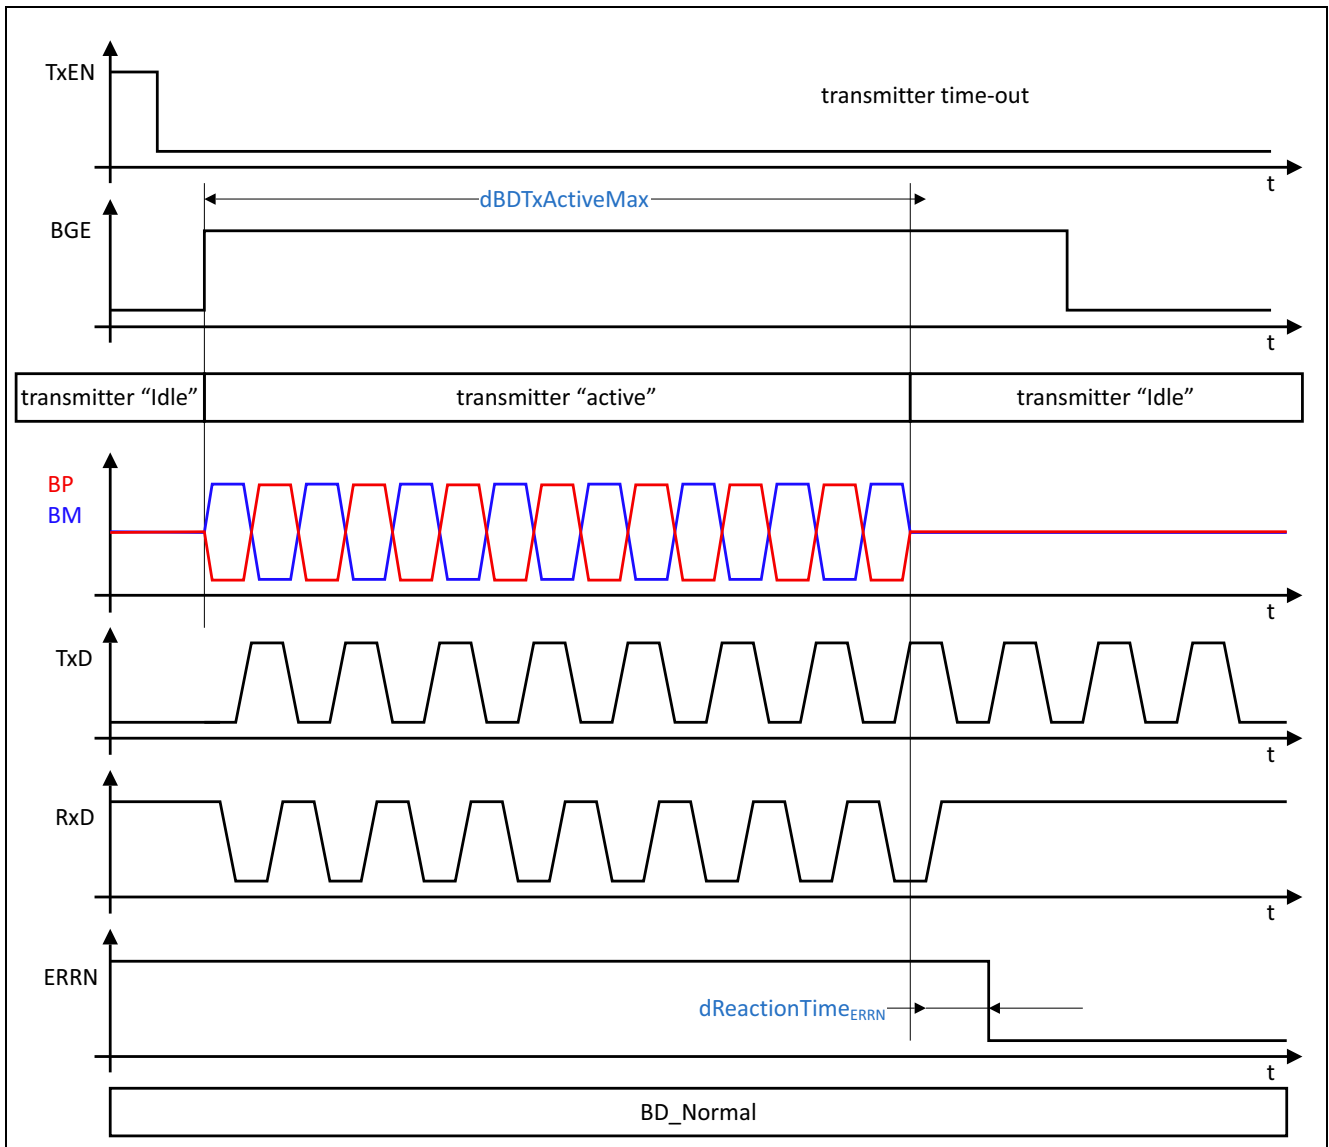 TxEN
transmitter time-out
t
dBDTxActiveMax
BGE
t
transmitter “Idle”
transmitter “active”
transmitter “Idle”
BP
BM
t
TxD
t
RxD
t
ERRN
dReactionTimeERRN
t
BD_Normal